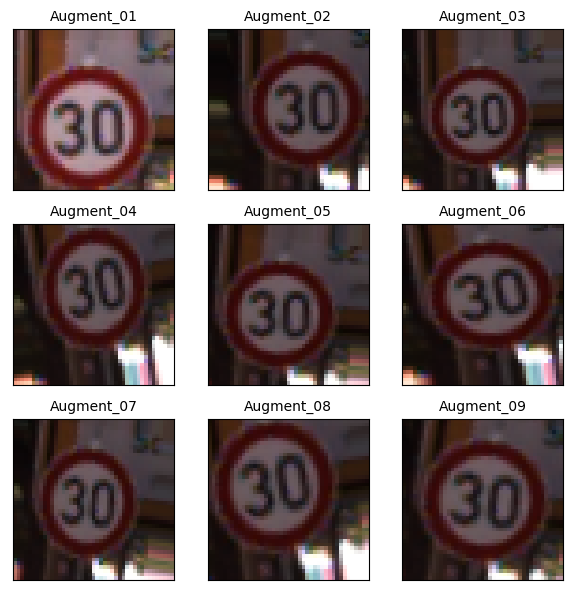 Augment_01 Augment_02 Augment_03
30 30 30
Augment_04 Augment_05 Augment_06
30 30 30
Augment_07 Augment_08 Augment_09
30 30 30